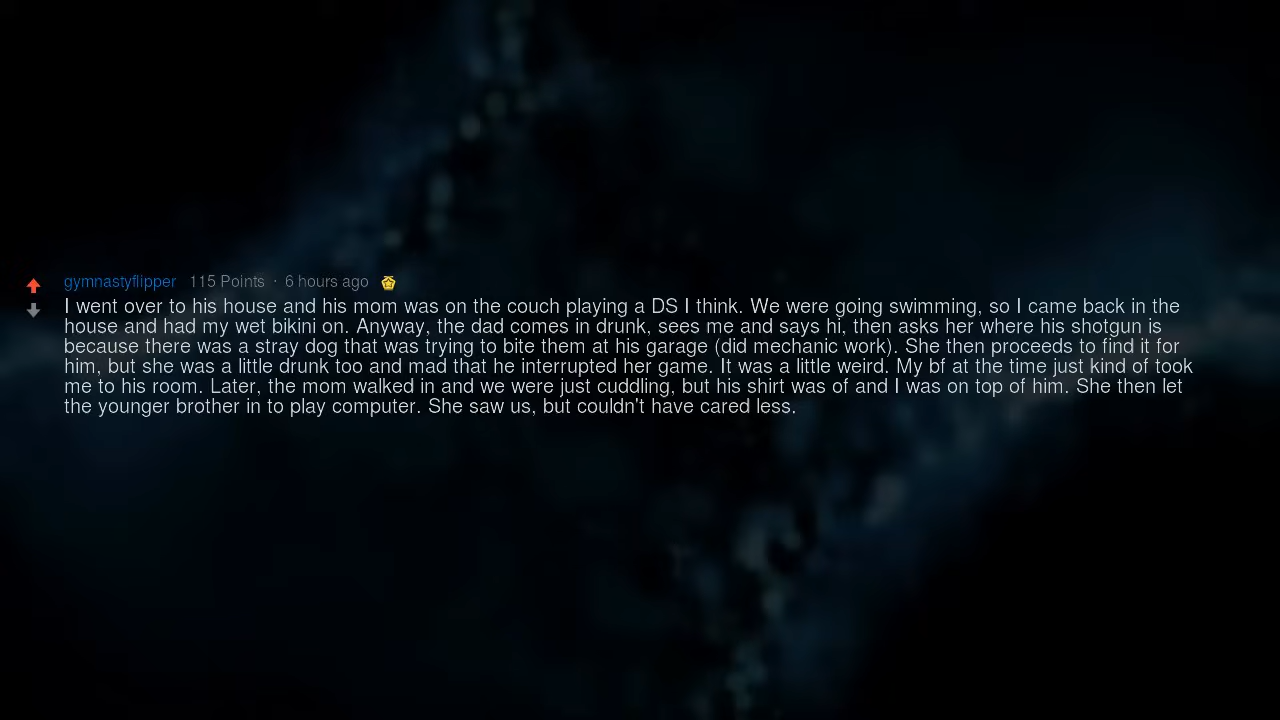 gymnastyflipper 115 Points · 6 hours ago
I went over to his house and his mom was on the couch playing a DS I think. We were going swimming, so I came back in the
house and had my wet bikini on. Anyway, the dad comes in drunk, sees me and says hi, then asks her where his shotgun is
because there was a stray dog that was trying to bite them at his garage (did mechanic work). She then proceeds to find it for
him, but she was a little drunk too and mad that he interrupted her game. It was a little weird. My bf at the time just kind of took
me to his room. Later, the mom walked in and we were just cuddling, but his shirt was of and I was on top of him. She then let
the younger brother in to play computer. She saw us, but couldn't have cared less.